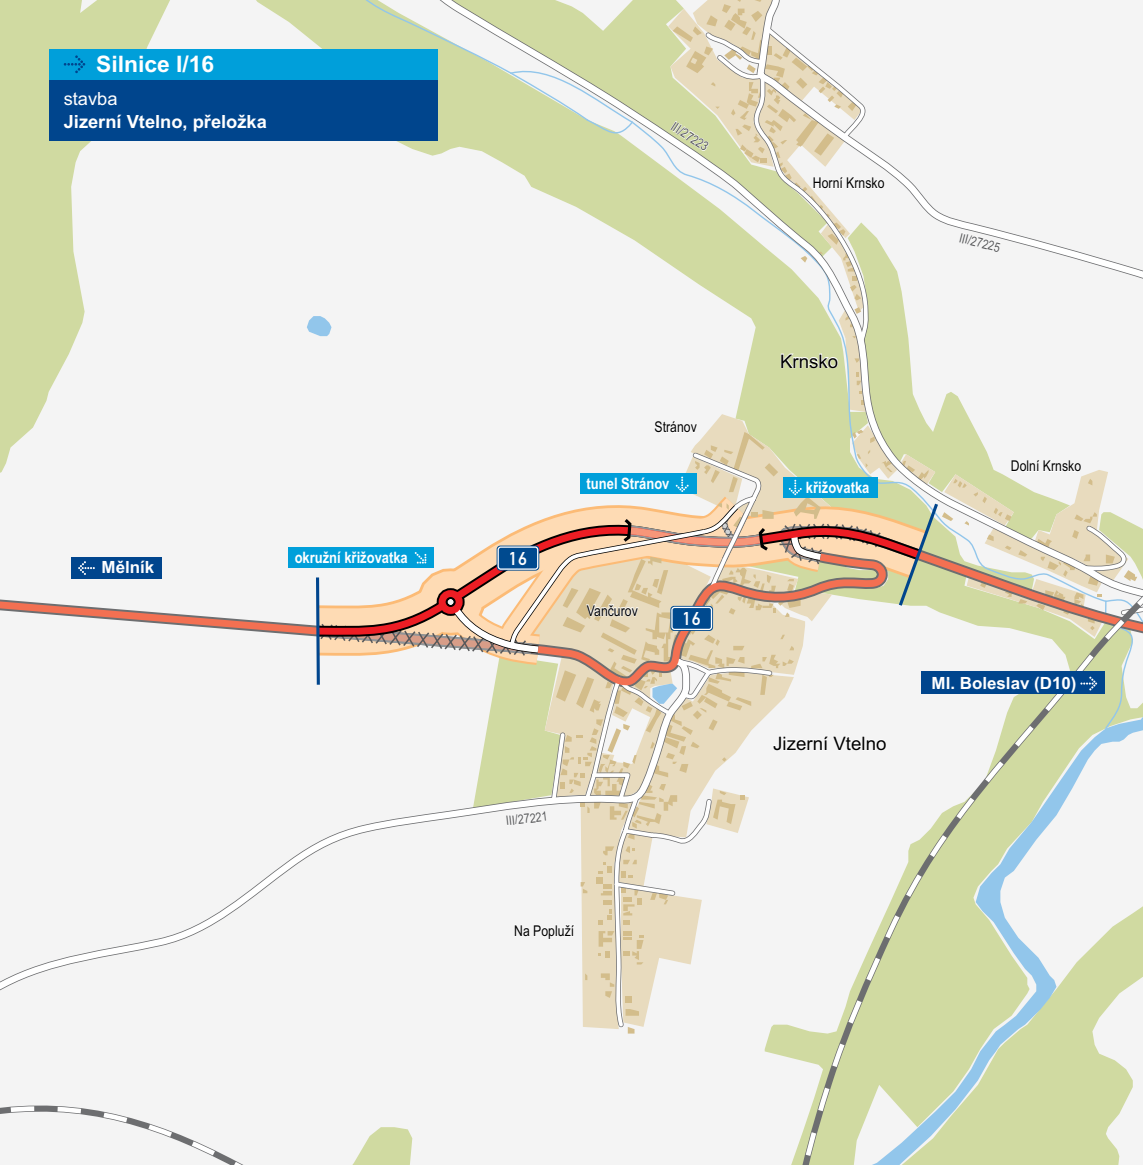 Silnice I/16
stavba
Jizerní Vtelno, přeložka
III/27223
Horní Krnsko
III/27225
Krnsko
Stránov
Dolní Krnsko
tunel Stránov
křižovatka
okružní křižovatka
16
Mělník
Vančurov
16
Ml. Boleslav (D10)
Jizerní Vtelno
III/27221
Na Popluží